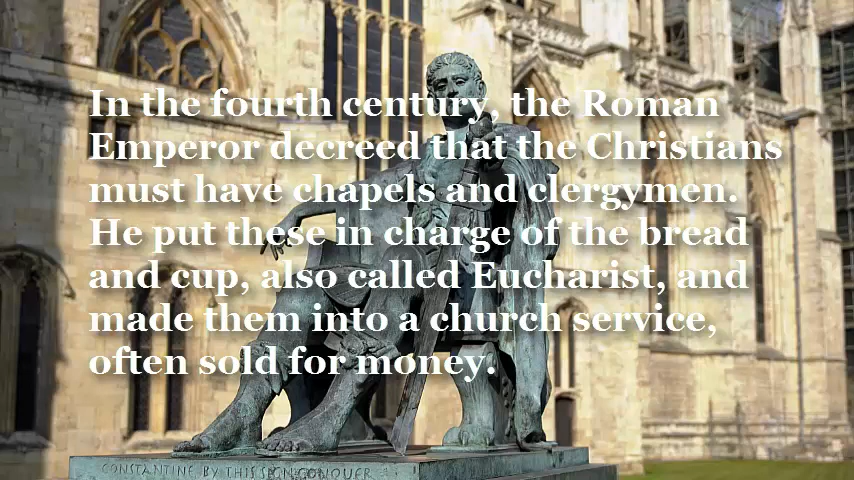 In the fourth century, the Roman
Emperor decreed that the Christians
must have chapels and clergymen.
He put these in charge of the bread
and cup, also called Eucharist, and
made them into a church service,
often sold for money.
CONSTANTINE BY THIS SIGN CONQUER